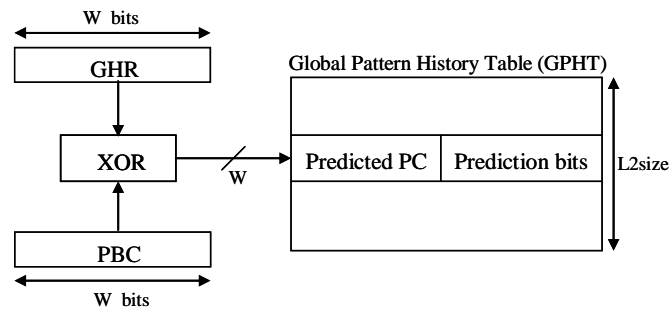 W bits
GHR
Global Pattern History Table (GPHT)
XOR
W
Predicted PC
Prediction bits
L2size
PBC
W bits